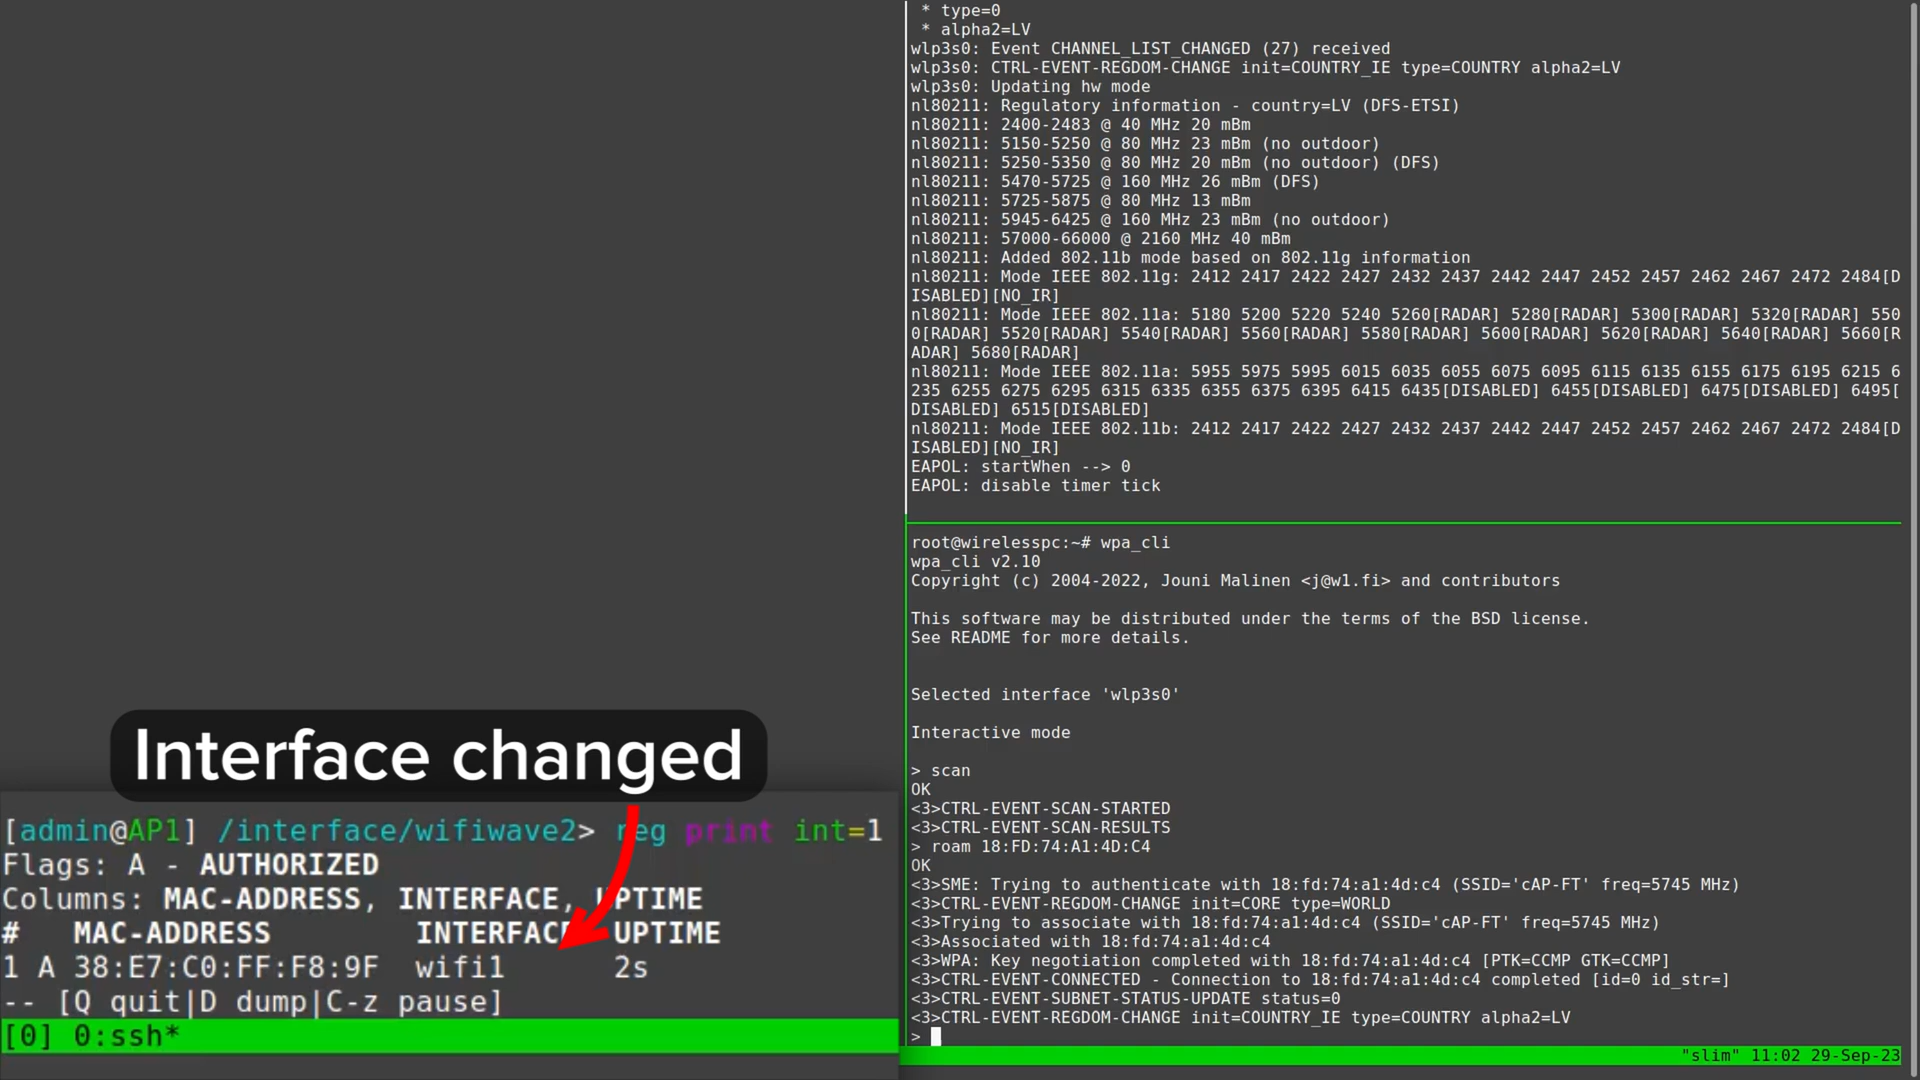 * type=0
* alpha2=LV
wlp3s0: Event CHANNEL_LIST_CHANGED (27) received
wlp3s0: CTRL-EVENT-REGDOM-CHANGE init=COUNTRY_IE type=COUNTRY alpha2=LV
wlp3s0: Updating hw mode
nl80211: Regulatory information - country=LV (DFS-ETSI)
nl80211: 2400-2483 @ 40 MHz 20 mBm
nl80211: 5150-5250 @ 80 MHz 23 mBm (no outdoor)
nl80211: 5250-5350 @ 80 MHz 20 mBm (no outdoor) (DFS)
nl80211: 5470-5725 @ 160 MHz 26 mBm (DFS)
nl80211: 5725-5875 @ 80 MHz 13 mBm
nl80211: 5945-6425 @ 160 MHz 23 mBm (no outdoor)
nl80211: 57000-66000 @ 2160 MHz 40 mBm
nl80211: Added 802.11b mode based on 802.11g information
nl80211: Mode IEEE 802.11g: 2412 2417 2422 2427 2432 2437 2442 2447 2452 2457 2462 2467 2472 2484[D
ISABLED][NO_IR]
nl80211: Mode IEEE 802.11a: 5180 5200 5220 5240 5260[RADAR] 5280[RADAR] 5300[RADAR] 5320[RADAR] 550
0[RADAR] 5520[RADAR] 5540[RADAR] 5560[RADAR] 5580[RADAR] 5600[RADAR] 5620[RADAR] 5640[RADAR] 5660[R
ADAR] 5680[RADAR]
nl80211: Mode IEEE 802.11a: 5955 5975 5995 6015 6035 6055 6075 6095 6115 6135 6155 6175 6195 6215 6
235 6255 6275 6295 6315 6335 6355 6375 6395 6415 6435[DISABLED] 6455[DISABLED] 6475[DISABLED] 6495[
DISABLED] 6515[DISABLED]
nl80211: Mode IEEE 802.11b: 2412 2417 2422 2427 2432 2437 2442 2447 2452 2457 2462 2467 2472 2484[D
ISABLED][NO_IR]
EAPOL: startWhen --> 0
EAPOL: disable timer tick
root@wirelesspc:~# wpa_cli
wpa_cli v2.10
Copyright (c) 2004-2022, Jouni Malinen <j@w1.fi> and contributors
This software may be distributed under the terms of the BSD license.
See README for more details.
Selected interface 'wlp3s0'
Interactive mode
> scan
OK
<3>CTRL-EVENT-SCAN-STARTED
<3>CTRL-EVENT-SCAN-RESULTS
> roam 18:FD:74:A1:4D:C4
OK
<3>SME: Trying to authenticate with 18:fd:74:a1:4d:c4 (SSID='cAP-FT' freq=5745 MHz)
<3>CTRL-EVENT-REGDOM-CHANGE init=CORE type=WORLD
<3>Trying to associate with 18:fd:74:a1:4d:c4 (SSID='cAP-FT' freq=5745 MHz)
<3>Associated with 18:fd:74:a1:4d:c4
<3>WPA: Key negotiation completed with 18:fd:74:a1:4d:c4 [PTK=CCMP GTK=CCMP]
<3>CTRL-EVENT-CONNECTED - Connection to 18:fd:74:a1:4d:c4 completed [id=0 id_str=]
<3>CTRL-EVENT-SUBNET-STATUS-UPDATE status=0
<3>CTRL-EVENT-REGDOM-CHANGE init=COUNTRY_IE type=COUNTRY alpha2=LV
>
"slim" 11:02 29-Sep-23
Interface changed
[admin@AP1] /interface/wifiwave2> reg print int=1
Flags: A - AUTHORIZED
Columns: MAC-ADDRESS, INTERFACE, UPTIME
# MAC-ADDRESS INTERFACE UPTIME
1 A 38:E7:C0:FF:F8:9F wifi1 2s
-- [Q quit|D dump|C-z pause]
[0] 0:ssh*